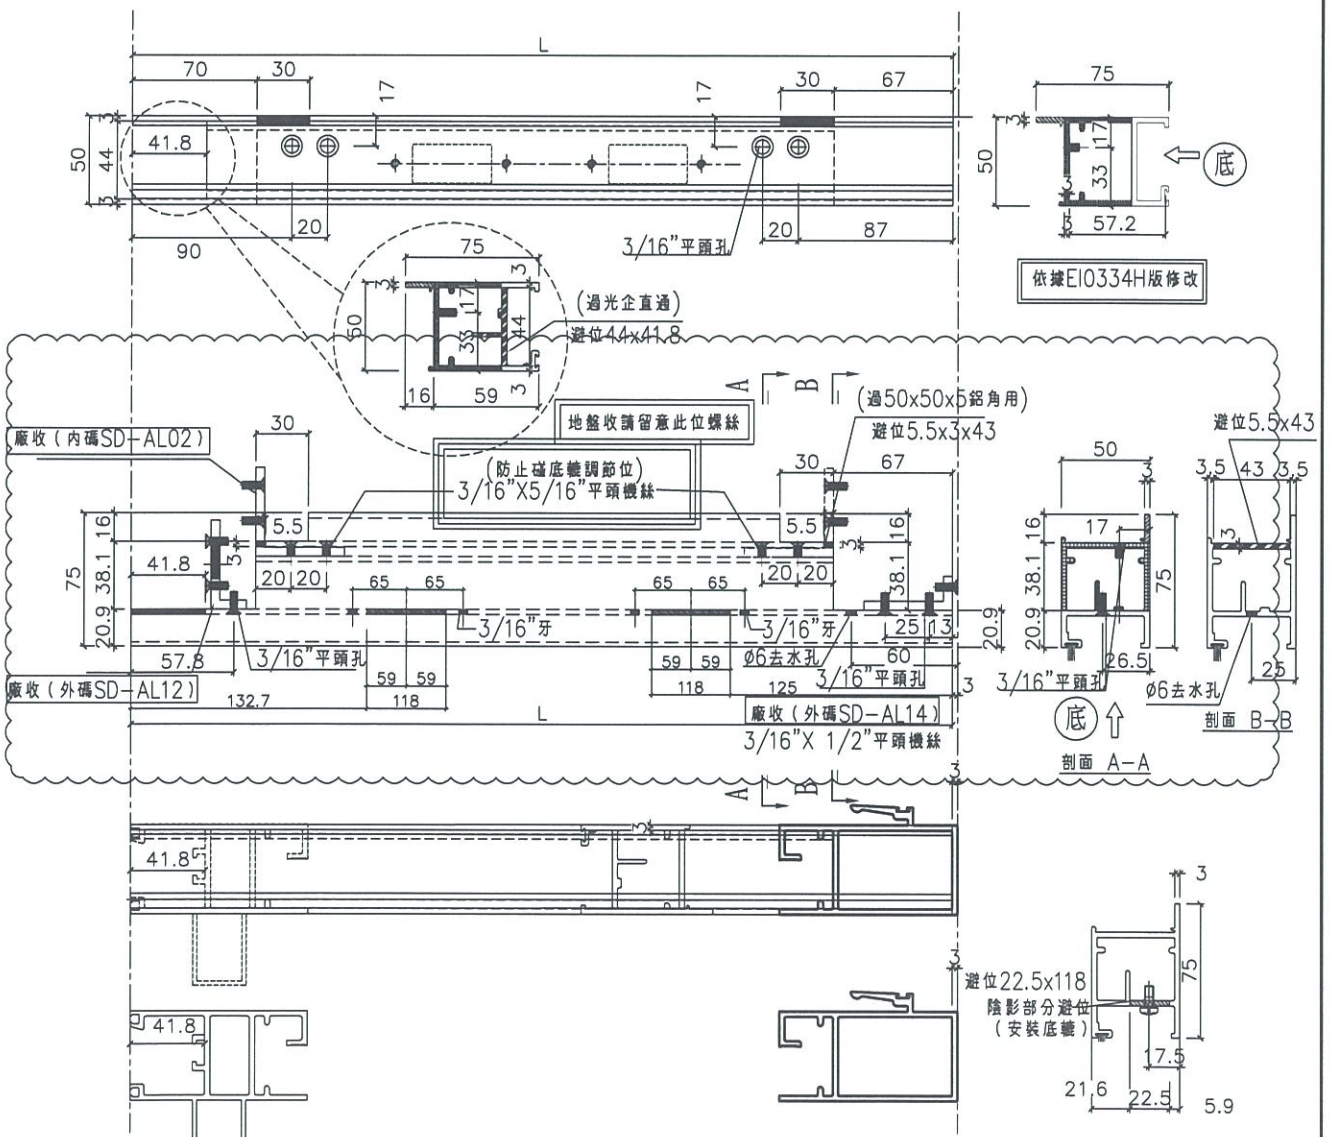 L
70
30
17
17
30
67
75
3
50
44
3
41.8
3
50
17
33
3
底
20
90
20
87
3/16"平頭孔
3
57.2
75
3
3
50
17
33
44
3
16
59
(過光企直通)
避位44x41.8
依據E10334H版修改
A
B
(過50x50x5鋁角用)
避位5.5x3x43
地盤收請留意此位螺絲
廠收(內碼SD-AL02)
30
(防止碰底轆調節位)
3/16"X5/16"平頭機絲
30
67
避位5.5x43
50
3
3.5
43
3.5
5.5
5.5
16
16
16
17
3
75
38.1
3
3
38.1
38.1
75
41.8
20
20
65
65
65
65
20
20
20.9
3/16"牙
3/16"牙
25
13
20.9
20.9
57.8
3/16"平頭孔
59
59
Ø6去水孔
60
26.5
25
59
59
3/16"平頭孔
3/16"平頭孔
Ø6去水孔
廠收(外碼SD-AL12)
132.7
118
118
125
3
L
廠收(外碼SD-AL14)
底
剖面 B-B
3/16"X 1/2"平頭機絲
剖面 A-A
3
A
B
3
41.8
3
3
75
避位22.5x118
陰影部分避位
(安裝底轆)
41.8
17.5
21.6
22.5
5.9